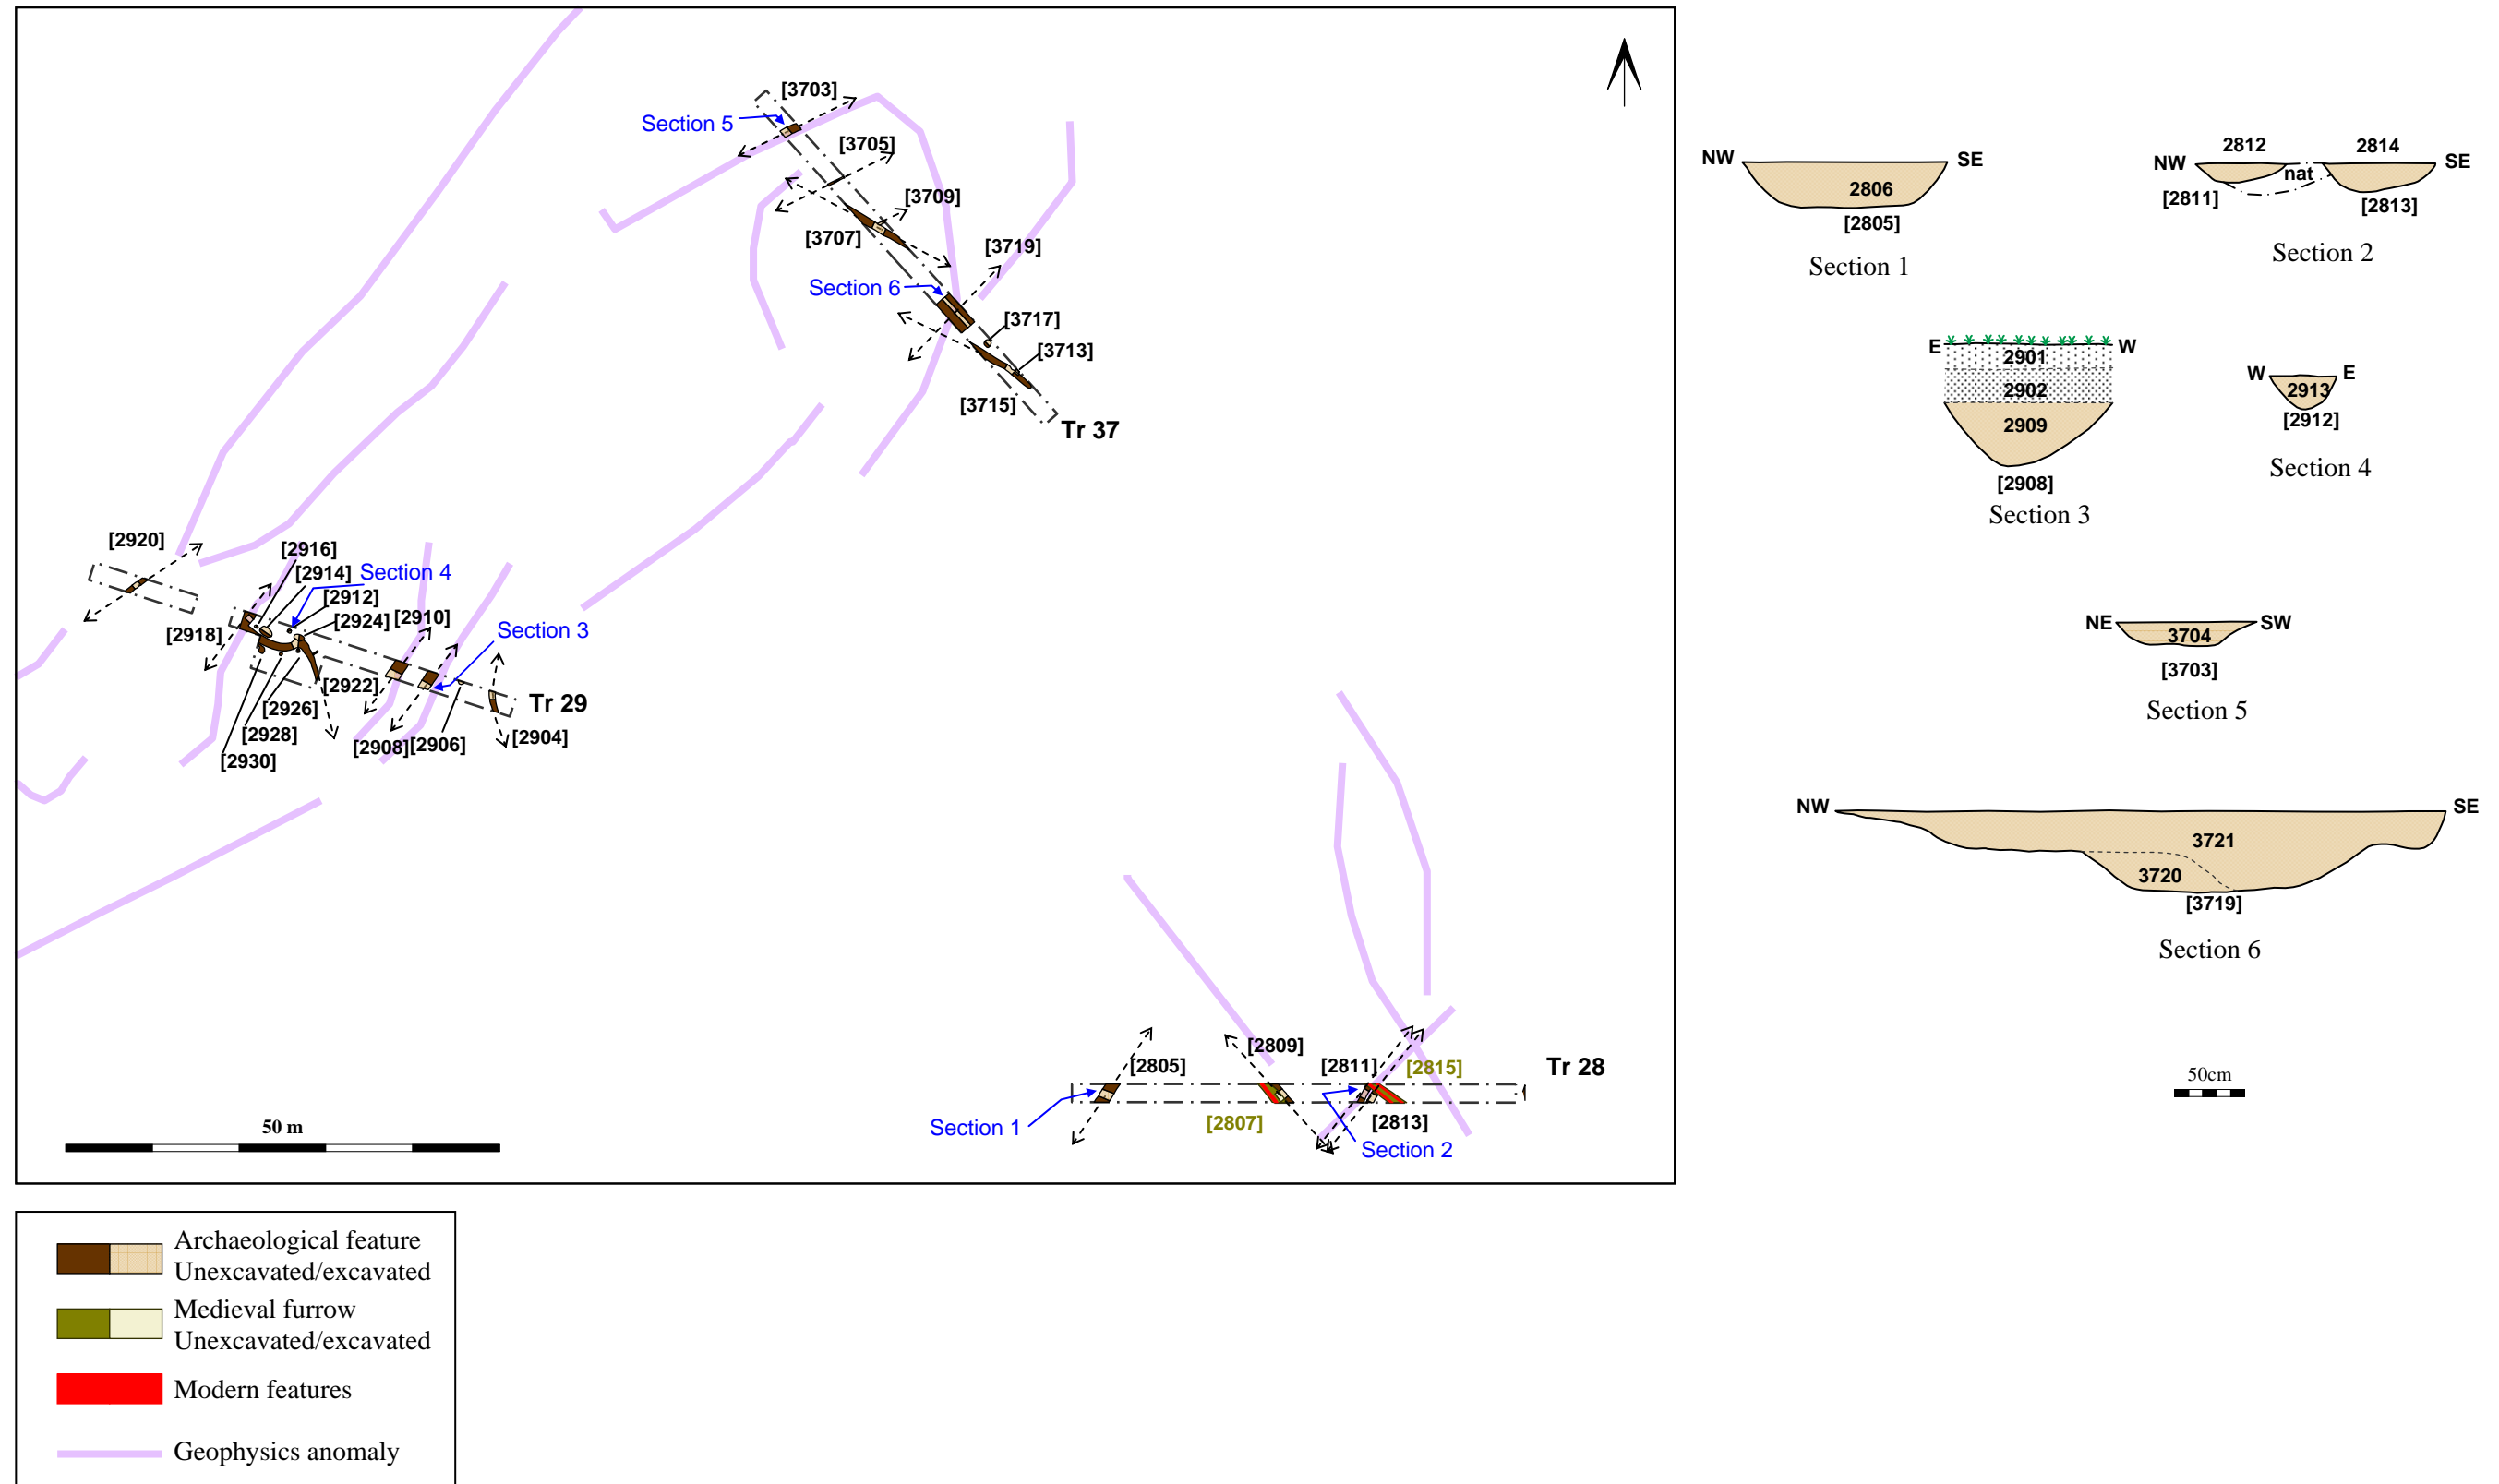 [3703]
Section 5
[3705]
[3709]
[3707]
[3719]
Section 6
[3717]
[3713]
[3715]
Tr 37
[2920]
[2916]
[2914]
Section 4
[2912]
[2924]
[2910]
[2918]
Section 3
[2922]
[2926]
[2928]
[2930]
[2908]
[2906]
[2904]
Tr 29
[2805]
[2809]
[2811]
[2815]
Tr 28
Section 1
[2807]
[2813]
Section 2
50 m
NW
SE
2806
[2805]
Section 1
2812
2814
NW
SE
nat
[2811]
[2813]
Section 2
E
W
2901
2902
2909
[2908]
Section 3
W
E
2913
[2912]
Section 4
NE
SW
3704
[3703]
Section 5
NW
SE
3721
3720
[3719]
Section 6
50cm
Archaeological feature
Unexcavated/excavated
Medieval furrow
Unexcavated/excavated
Modern features
Geophysics anomaly